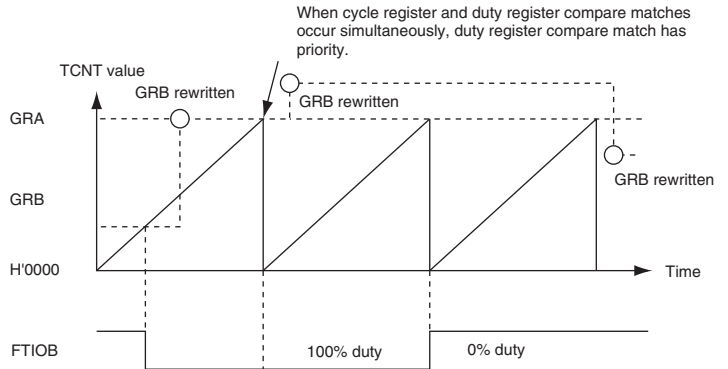 When cycle register and duty register compare matches
occur simultaneously, duty register compare match has
priority.
TCNT value
GRB rewritten
GRB rewritten
GRA
GRB rewritten
GRB
H'0000
Time
FTIOB
100% duty
0% duty